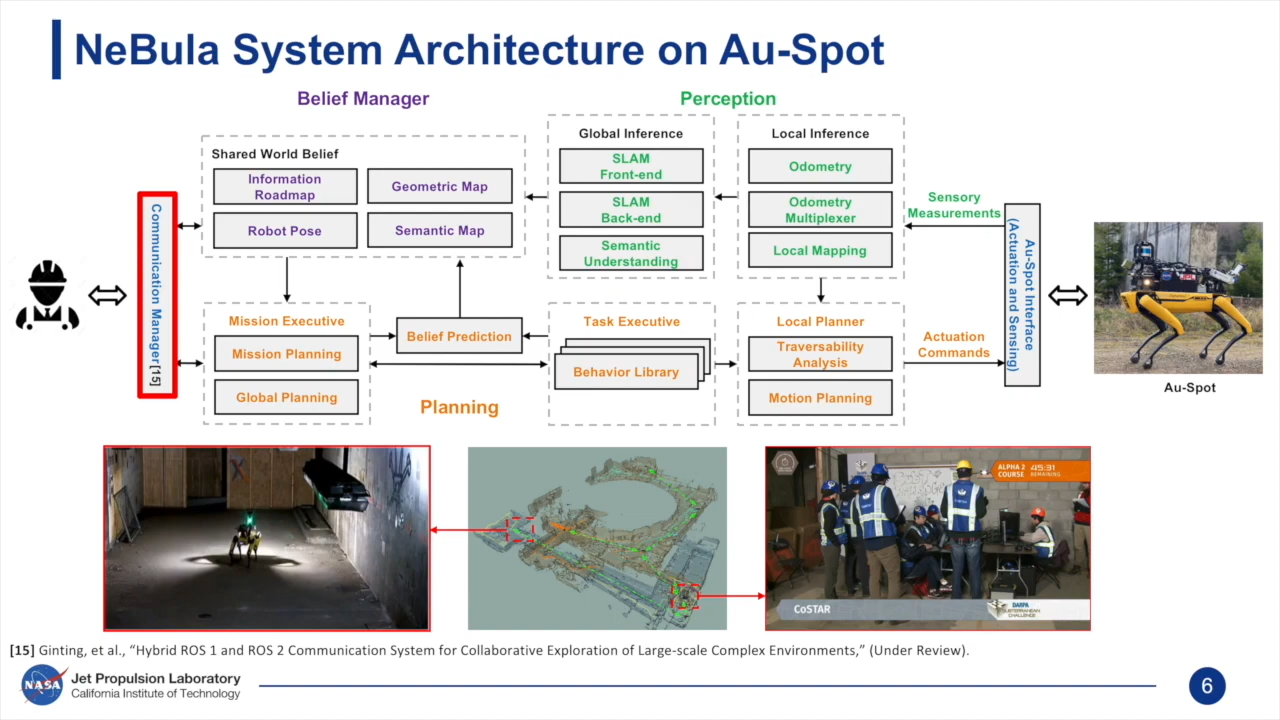 NeBula System Architecture on Au-Spot
Belief Manager
Perception
Shared World Belief
Information
Roadmap
Geometric Map
Robot Pose
Semantic Map
Global Inference
SLAM
Front-end
SLAM
Back-end
Semantic
Understanding
Local Inference
Odometry
Odometry
Multiplexer
Local Mapping
Sensory
Measurements
Communication Manager[15]
Au-Spot Interface
(Actuation and Sensing)
Mission Executive
Mission Planning
Global Planning
Belief Prediction
Planning
Task Executive
Behavior Library
Local Planner
Traversability
Analysis
Motion Planning
Actuation
Commands
Au-Spot
ALPHA 2
COURSE
45:31
REMAINING
CoSTAR
DARPA
SUBTERRANEAN
CHALLENGE
[15] Ginting, et al., “Hybrid ROS 1 and ROS 2 Communication System for Collaborative Exploration of Large-scale Complex Environments,” (Under Review).
NASA
Jet Propulsion Laboratory
California Institute of Technology
6